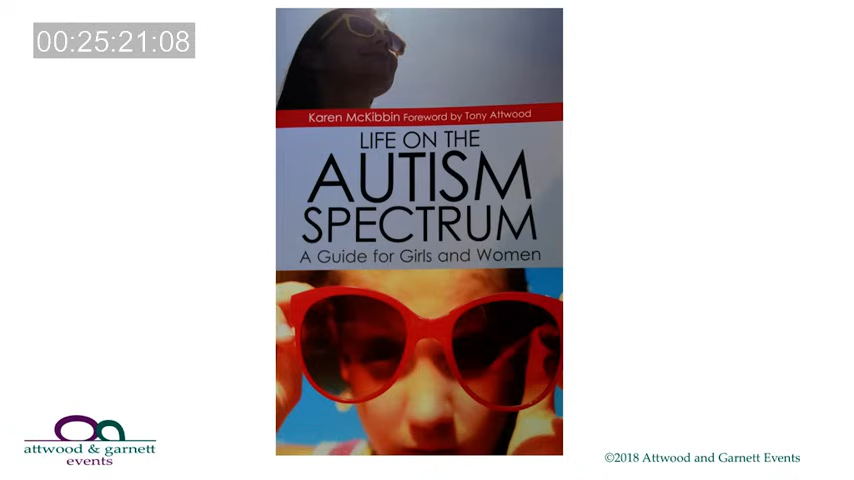 00:25:21:08
Karen McKibbin Foreword by Tony Attwood
LIFE ON THE
AUTISM
SPECTRUM
A Guide for Girls and Women
attwood & garnett
events
©2018 Attwood and Garnett Events